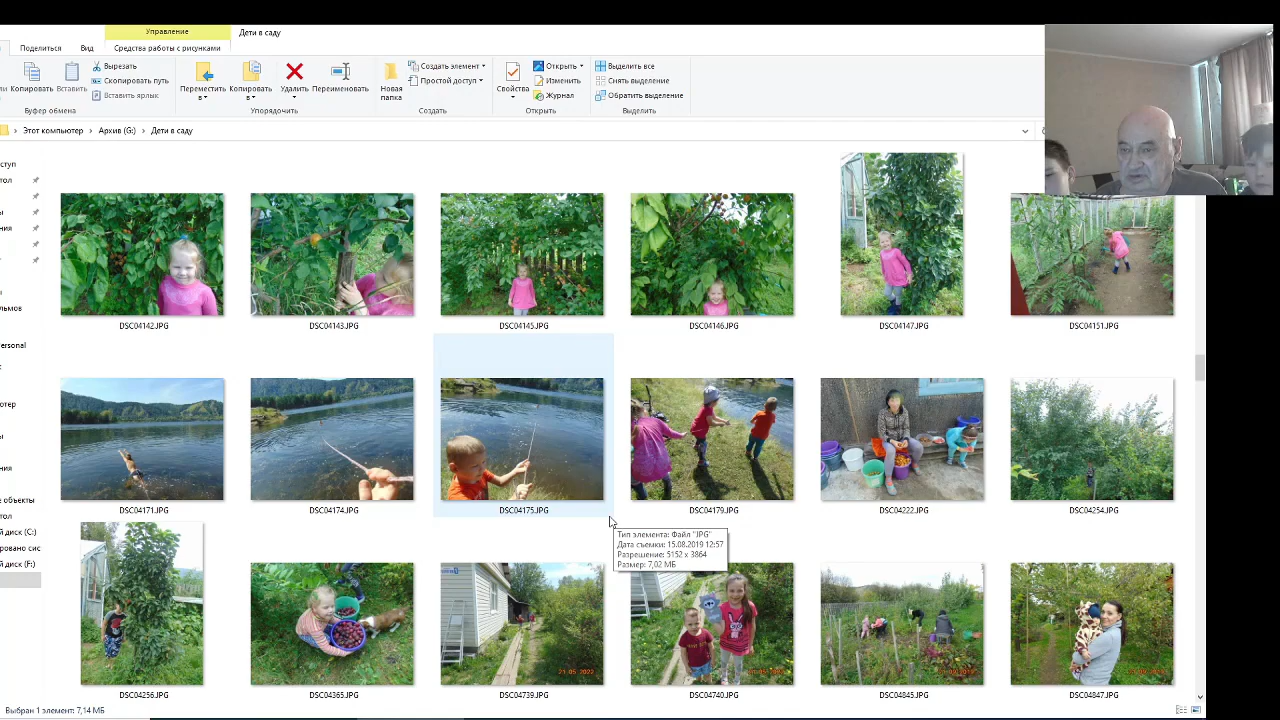 Управление
Дети в саду
Поделиться
Вид
Средства работы с рисунками
Копировать
Вставить
Вырезать
Скопировать путь
Вставить ярлык
Буфер обмена
Переместить в
Копировать в
Удалить
Переименовать
Упорядочить
Новая папка
Создать элемент
Простой доступ
Создать
Свойства
Открыть
Изменить
Журнал
Открыть
Выделить все
Снять выделение
Обратить выделение
Выделить
Этот компьютер > Архив (G:) > Дети в саду
DSC04142.JPG
DSC04143.JPG
DSC04145.JPG
DSC04146.JPG
DSC04147.JPG
DSC04151.JPG
DSC04171.JPG
DSC04174.JPG
DSC04175.JPG
DSC04179.JPG
DSC04222.JPG
DSC04254.JPG
Тип элемента: Файл "JPG"
Дата съемки: 15.08.2019 12:57
Разрешение: 5152 x 3864
Размер: 7,02 МБ
21.05.2022
DSC04256.JPG
DSC04365.JPG
DSC04739.JPG
DSC04740.JPG
DSC04845.JPG
DSC04847.JPG
Выбран 1 элемент: 7,14 МБ